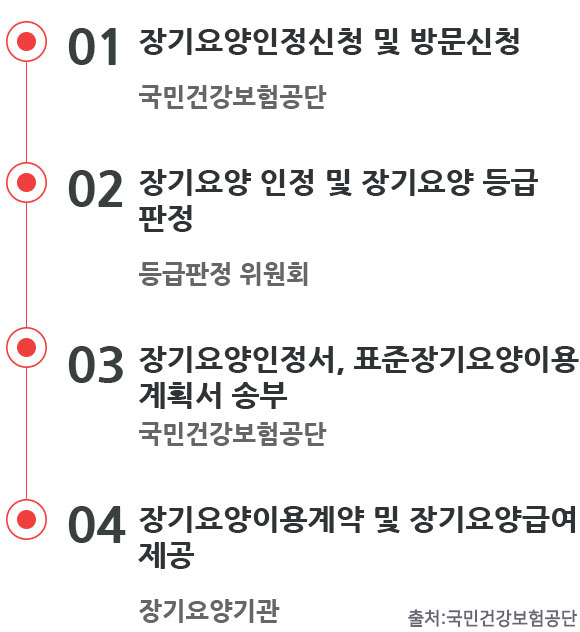 01 장기요양인정신청 및 방문신청
국민건강보험공단
02 장기요양 인정 및 장기요양 등급
판정
등급판정 위원회
03 장기요양인정서, 표준장기요양이용
계획서 송부
국민건강보험공단
04 장기요양이용계약 및 장기요양급여
제공
장기요양기관
출처:국민건강보험공단